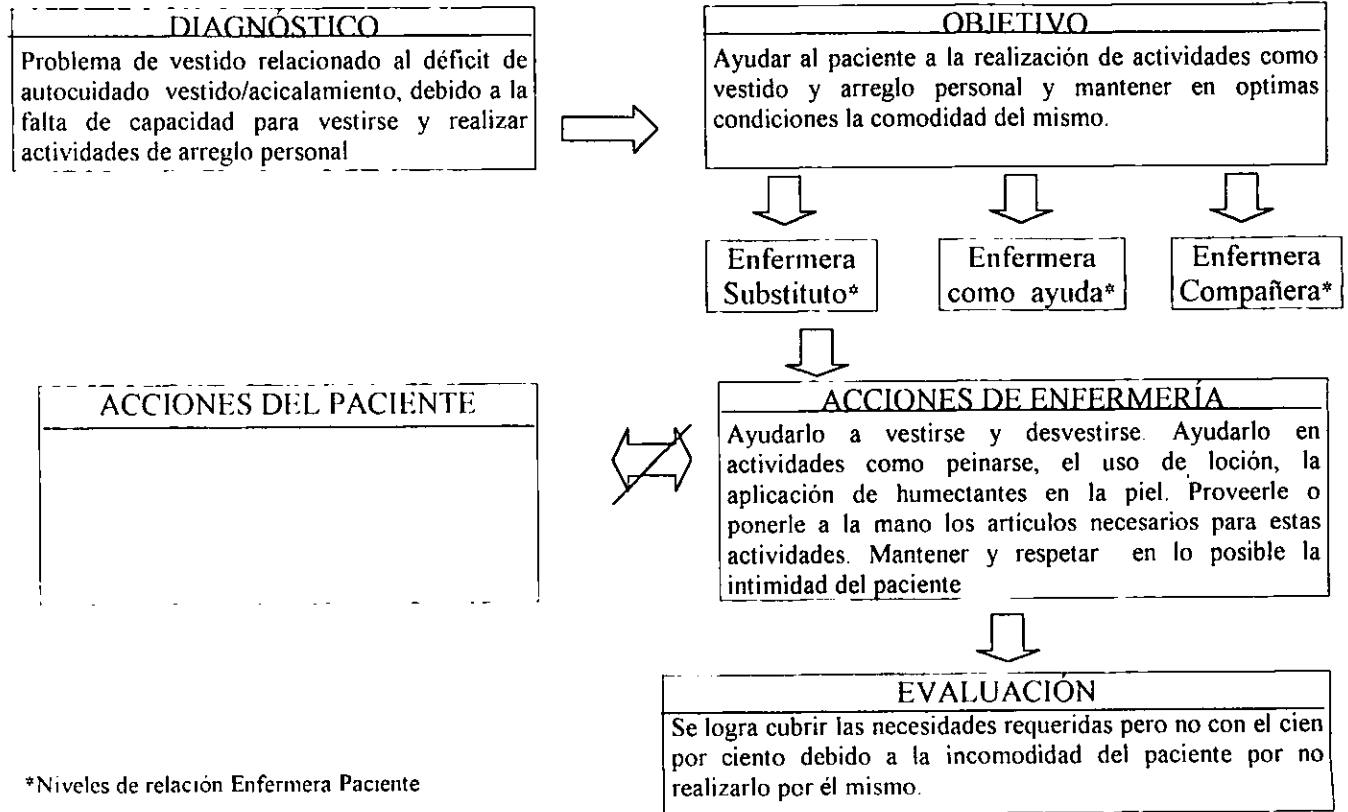 DIAGNÓSTICO
Problema de vestido relacionado al déficit de
autocuidado vestido/acicalamiento, debido a la
falta de capacidad para vestirse y realizar
actividades de arreglo personal
OBJETIVO
Ayudar al paciente a la realización de actividades como
vestido y arreglo personal y mantener en optimas
condiciones la comodidad del mismo.
Enfermera
Substituto*
Enfermera
como ayuda*
Enfermera
Compañera*
ACCIONES DEL PACIENTE
ACCIONES DE ENFERMERÍA
Ayudarlo a vestirse y desvestirse. Ayudarlo en
actividades como peinarse, el uso de loción, la
aplicación de humectantes en la piel. Proveerle o
ponerle a la mano los artículos necesarios para estas
actividades. Mantener y respetar en lo posible la
intimidad del paciente
EVALUACIÓN
Se logra cubrir las necesidades requeridas pero no con el cien
por ciento debido a la incomodidad del paciente por no
realizarlo por él mismo.
*Niveles de relación Enfermera Paciente